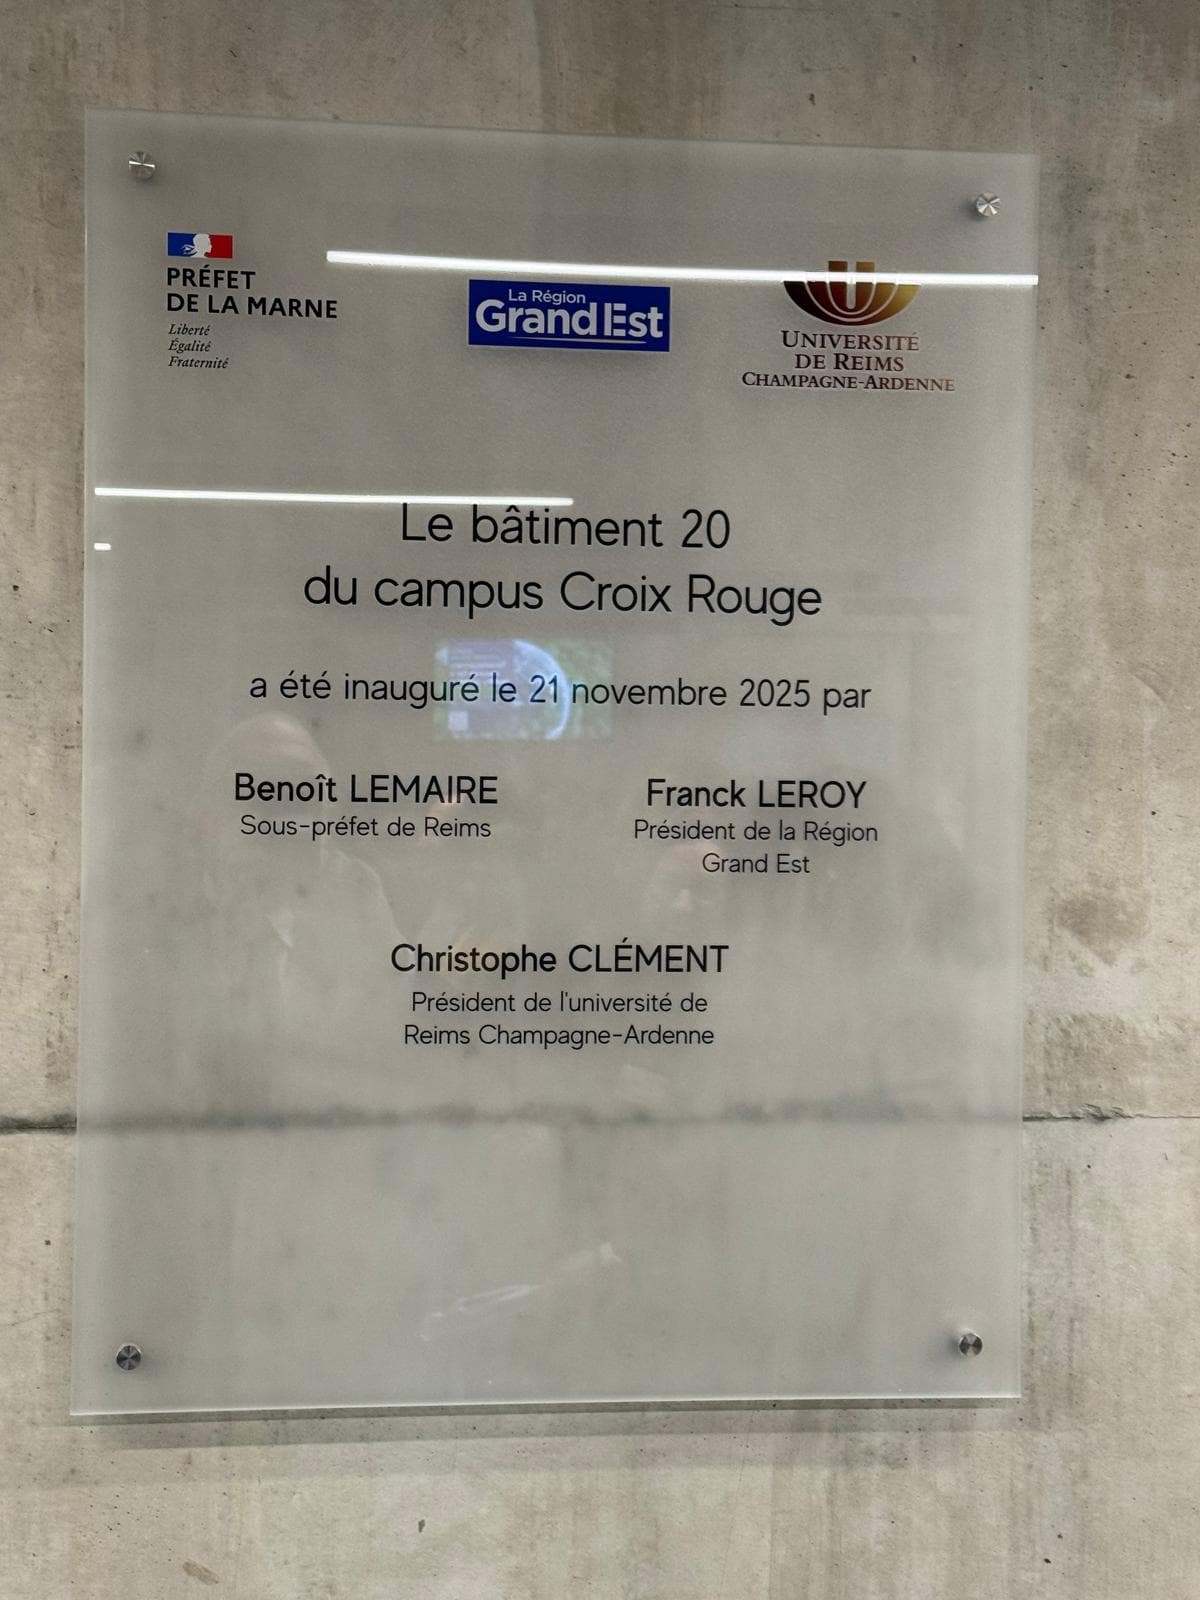 PRÉFET
DE LA MARNE
Liberté
Égalité
Fraternité
La Région
Grand Est
UNIVERSITÉ
DE REIMS
CHAMPAGNE-ARDENNE
Le bâtiment 20
du campus Croix Rouge
a été inauguré le 21 novembre 2025 par
Benoît LEMAIRE
Sous-préfet de Reims
Franck LEROY
Président de la Région
Grand Est
Christophe CLÉMENT
Président de l'université de
Reims Champagne-Ardenne